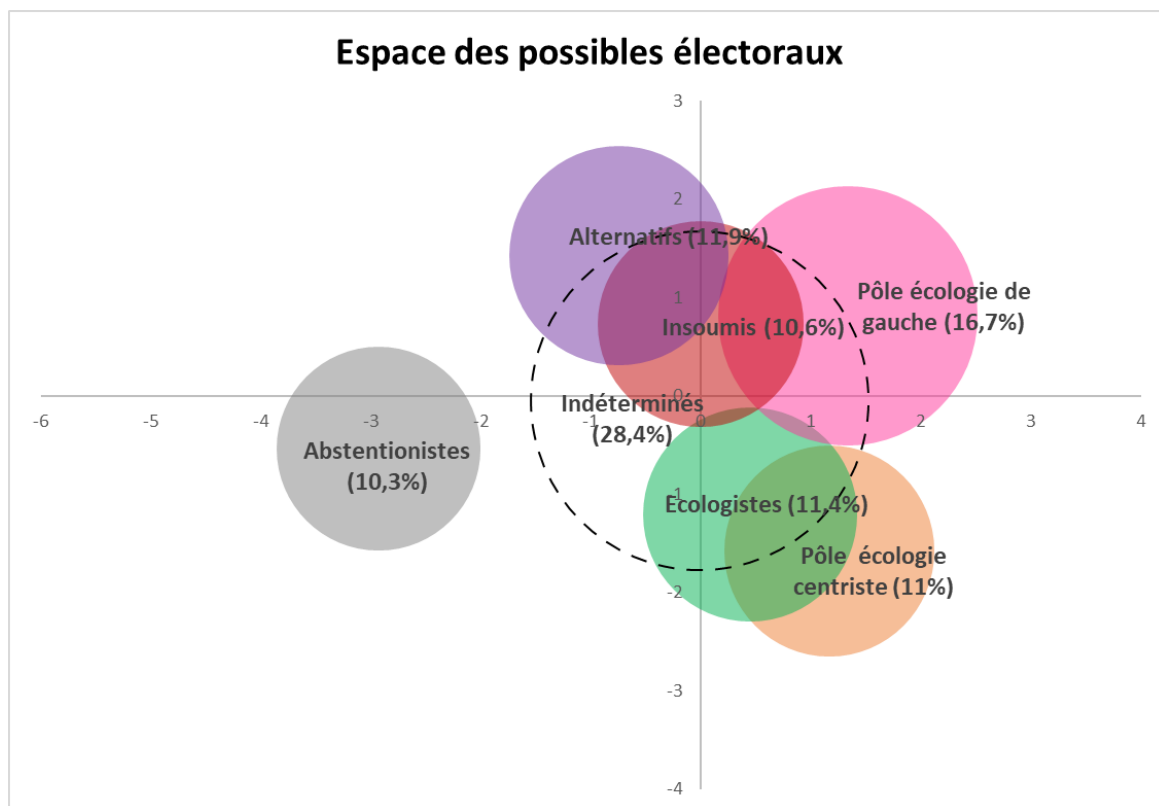 Espace des possibles électoraux
3
2
Alternatifs (11,9%)
Pôle écologie de
gauche (16,7%)
1
Insoumis (10,6%)
0
-6 -5 -4 -3 -2 -1 0 1 2 3 4
Indéterminés
(28,4%)
Abstentionistes
(10,3%)
-1
Ecologistes (11,4%)
Pôle écologie
centriste (11%)
-2
-3
-4